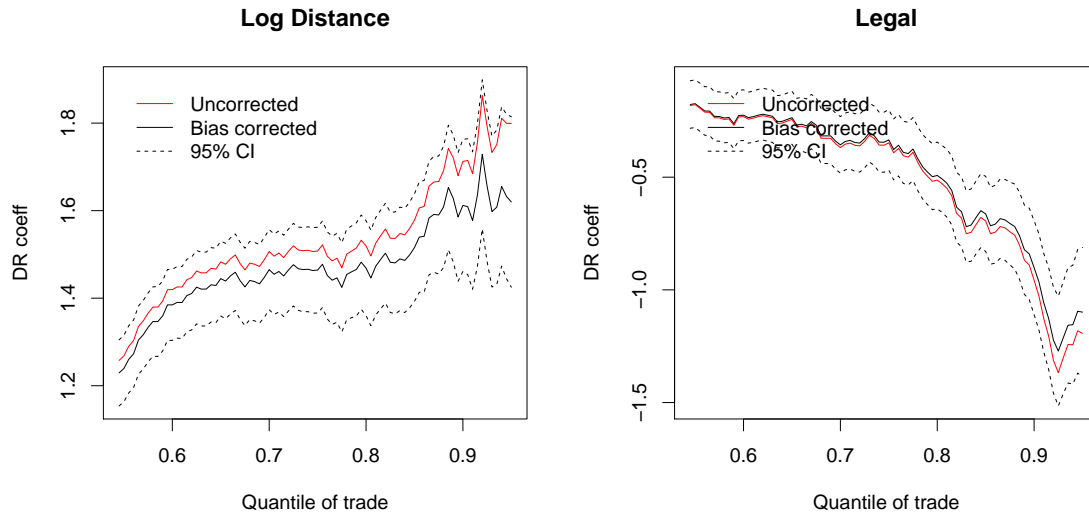 Log Distance
DR coeff
1.8
1.6
1.4
1.2
Uncorrected
Bias corrected
95% CI
0.6 0.7 0.8 0.9
Quantile of trade
Legal
DR coeff
−0.5
−1.0
−1.5
Uncorrected
Bias corrected
95% CI
0.6 0.7 0.8 0.9
Quantile of trade